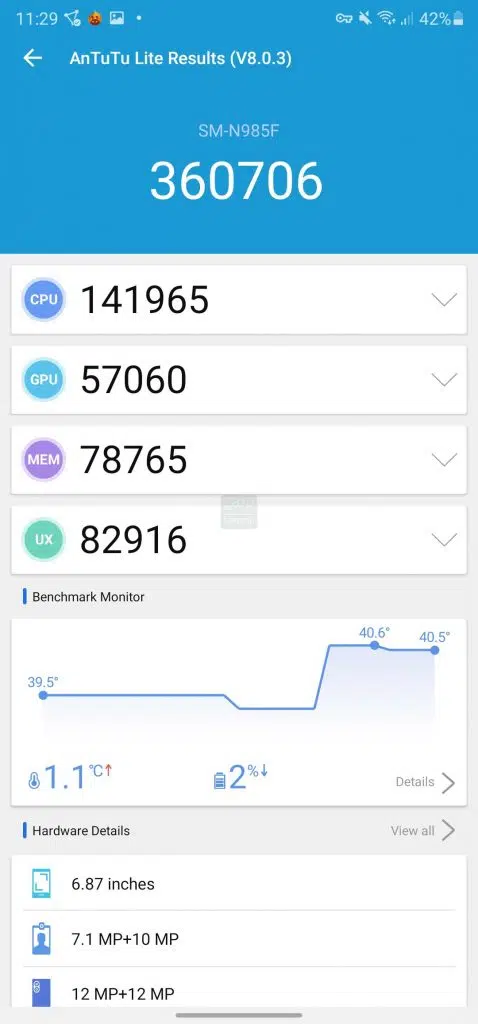 11:29
42%
AnTuTu Lite Results (V8.0.3)
SM-N985F
360706
CPU 141965
GPU 57060
MEM 78765
UX 82916
Benchmark Monitor
39.5°
40.6°
40.5°
1.1°C↑
2%↓
Details
Hardware Details
View all
6.87 inches
7.1 MP+10 MP
12 MP+12 MP